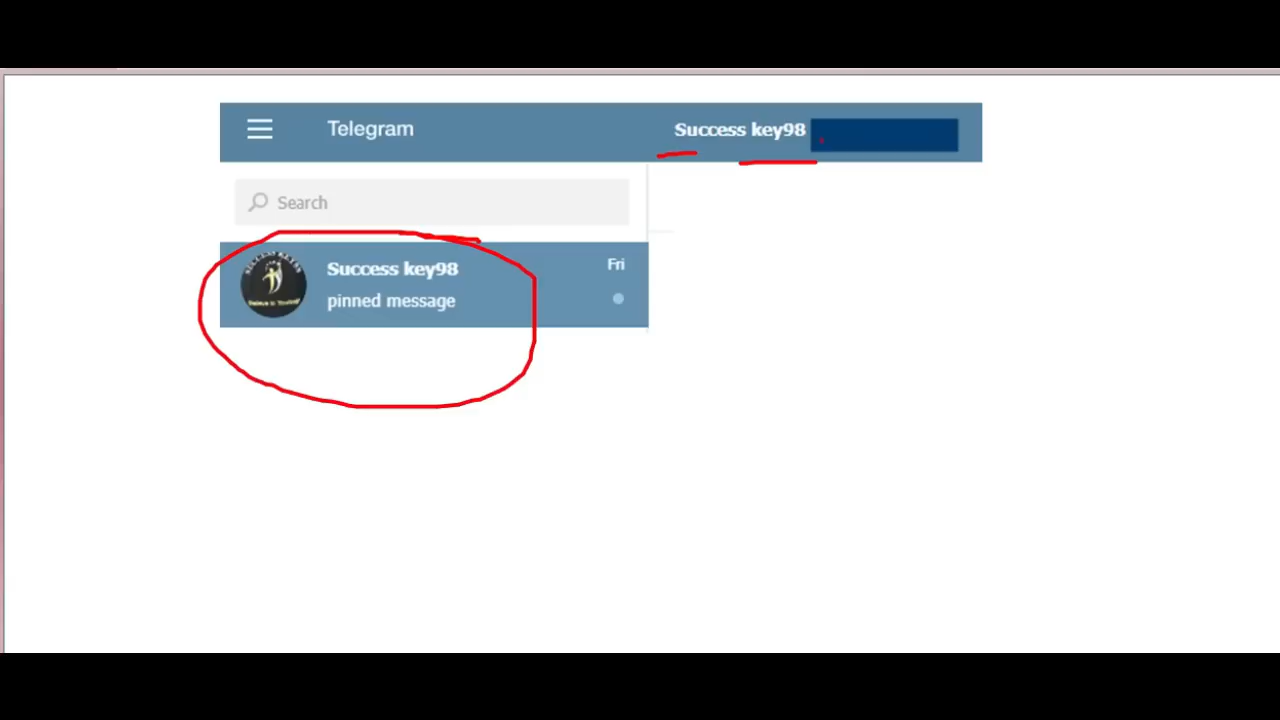 Telegram
Success key98
Search
Success key98
Fri
pinned message